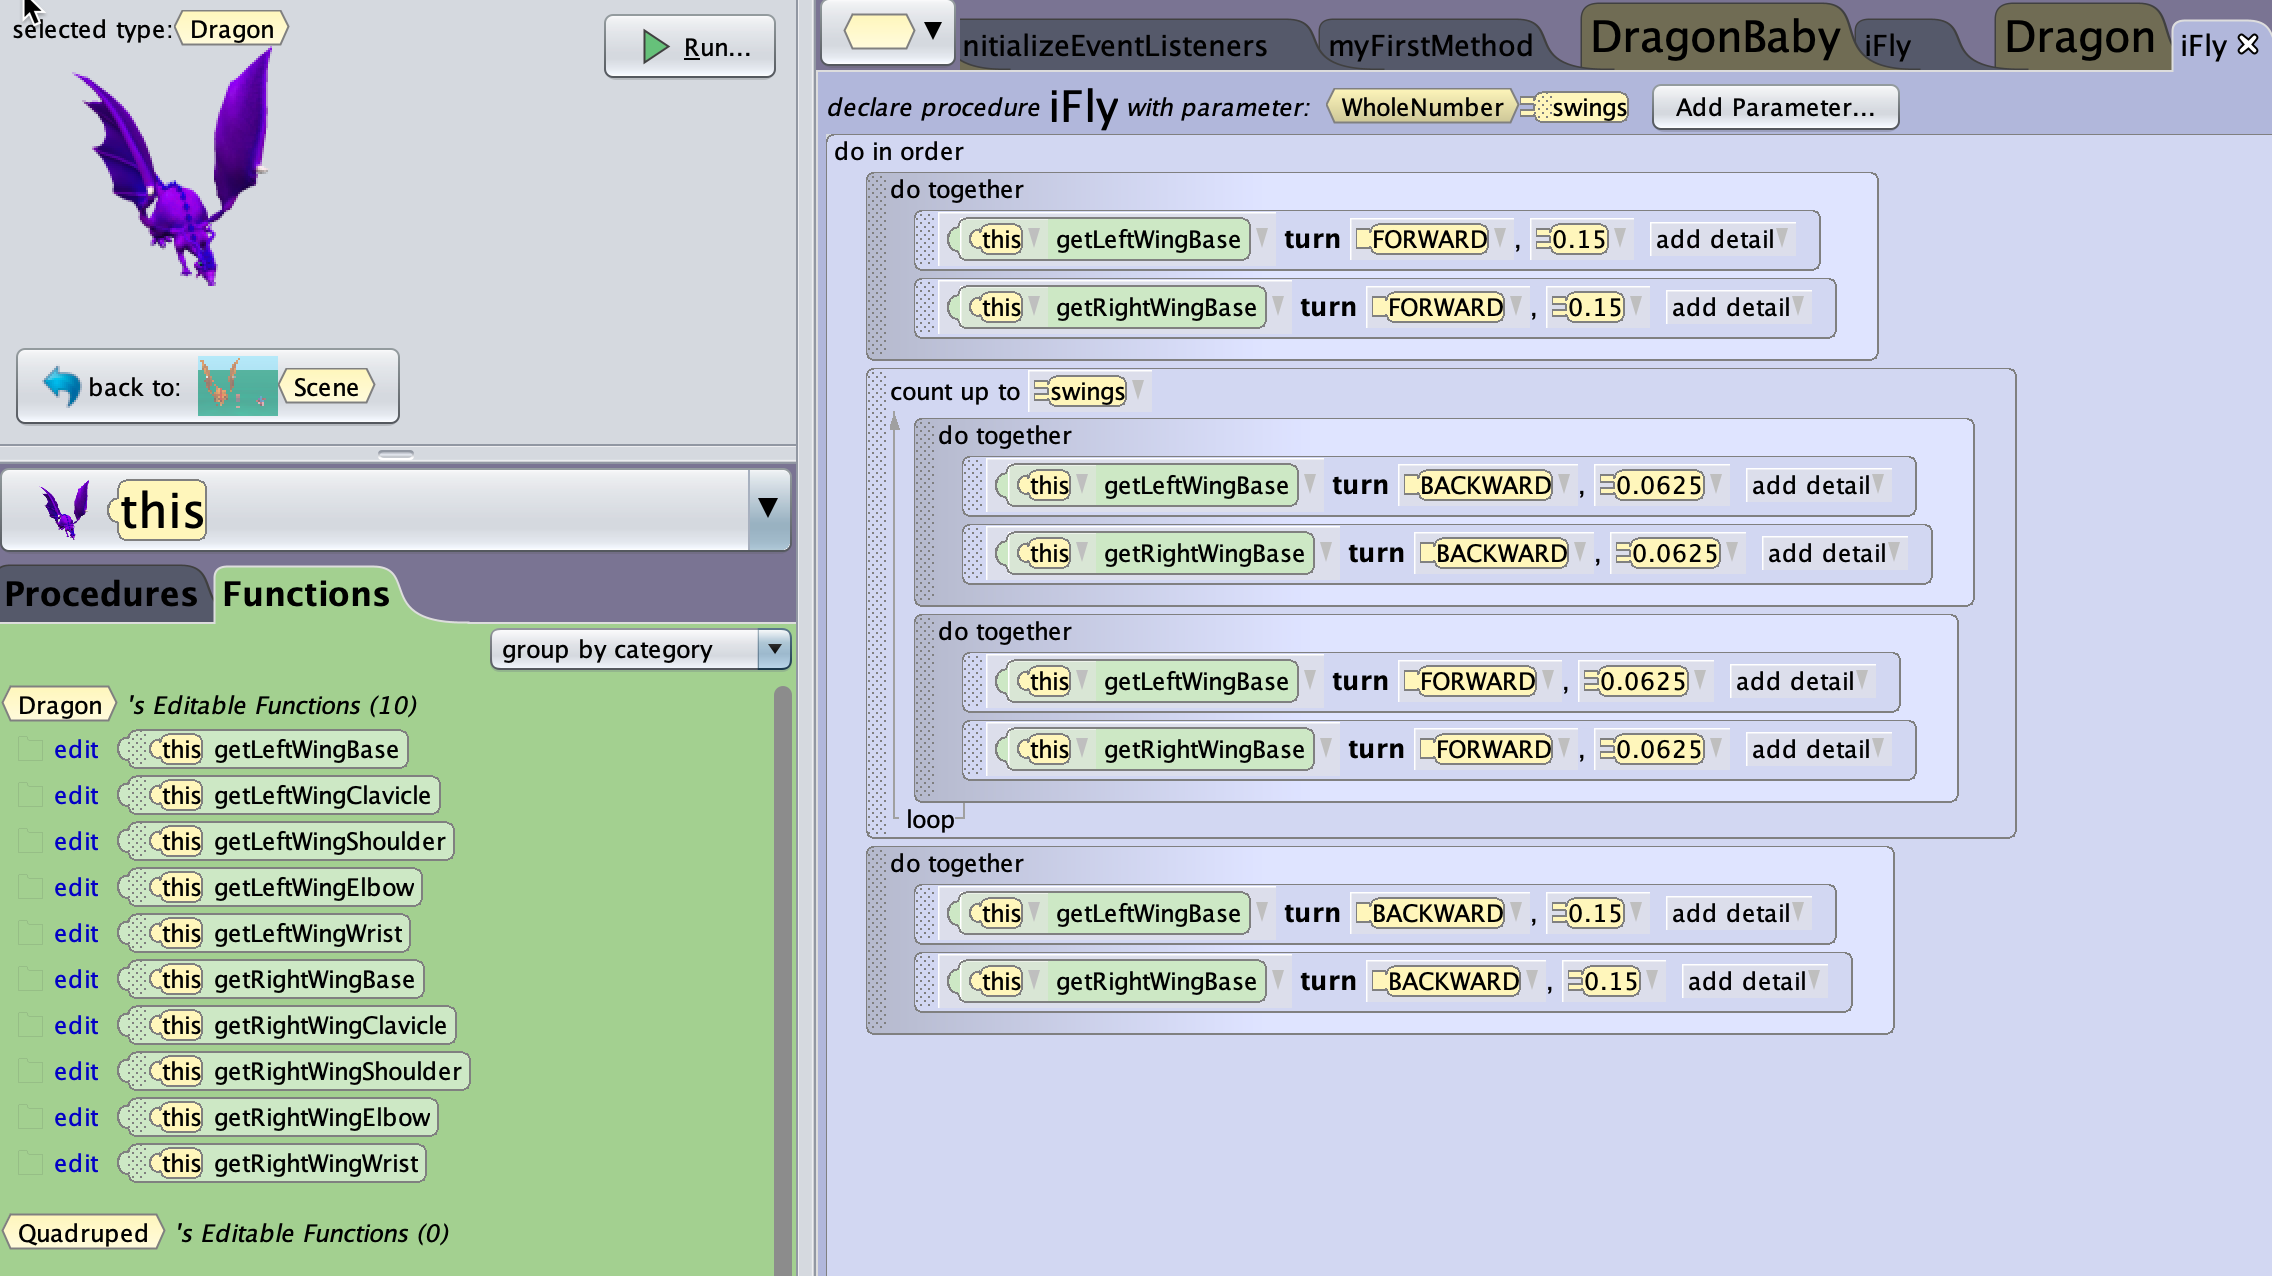 selected type: Dragon
Run...
back to: Scene
this
Procedures
Functions
group by category
Dragon 's Editable Functions (10)
edit this getLeftWingBase
edit this getLeftWingClavicle
edit this getLeftWingShoulder
edit this getLeftWingElbow
edit this getLeftWingWrist
edit this getRightWingBase
edit this getRightWingClavicle
edit this getRightWingShoulder
edit this getRightWingElbow
edit this getRightWingWrist
Quadruped 's Editable Functions (0)
nitializeEventListeners myFirstMethod DragonBaby iFly Dragon iFly
declare procedure iFly with parameter: WholeNumber swings Add Parameter...
do in order
do together
this getLeftWingBase turn FORWARD , 0.15 add detail
this getRightWingBase turn FORWARD , 0.15 add detail
count up to swings
do together
this getLeftWingBase turn BACKWARD , 0.0625 add detail
this getRightWingBase turn BACKWARD , 0.0625 add detail
do together
this getLeftWingBase turn FORWARD , 0.0625 add detail
this getRightWingBase turn FORWARD , 0.0625 add detail
loop
do together
this getLeftWingBase turn BACKWARD , 0.15 add detail
this getRightWingBase turn BACKWARD , 0.15 add detail